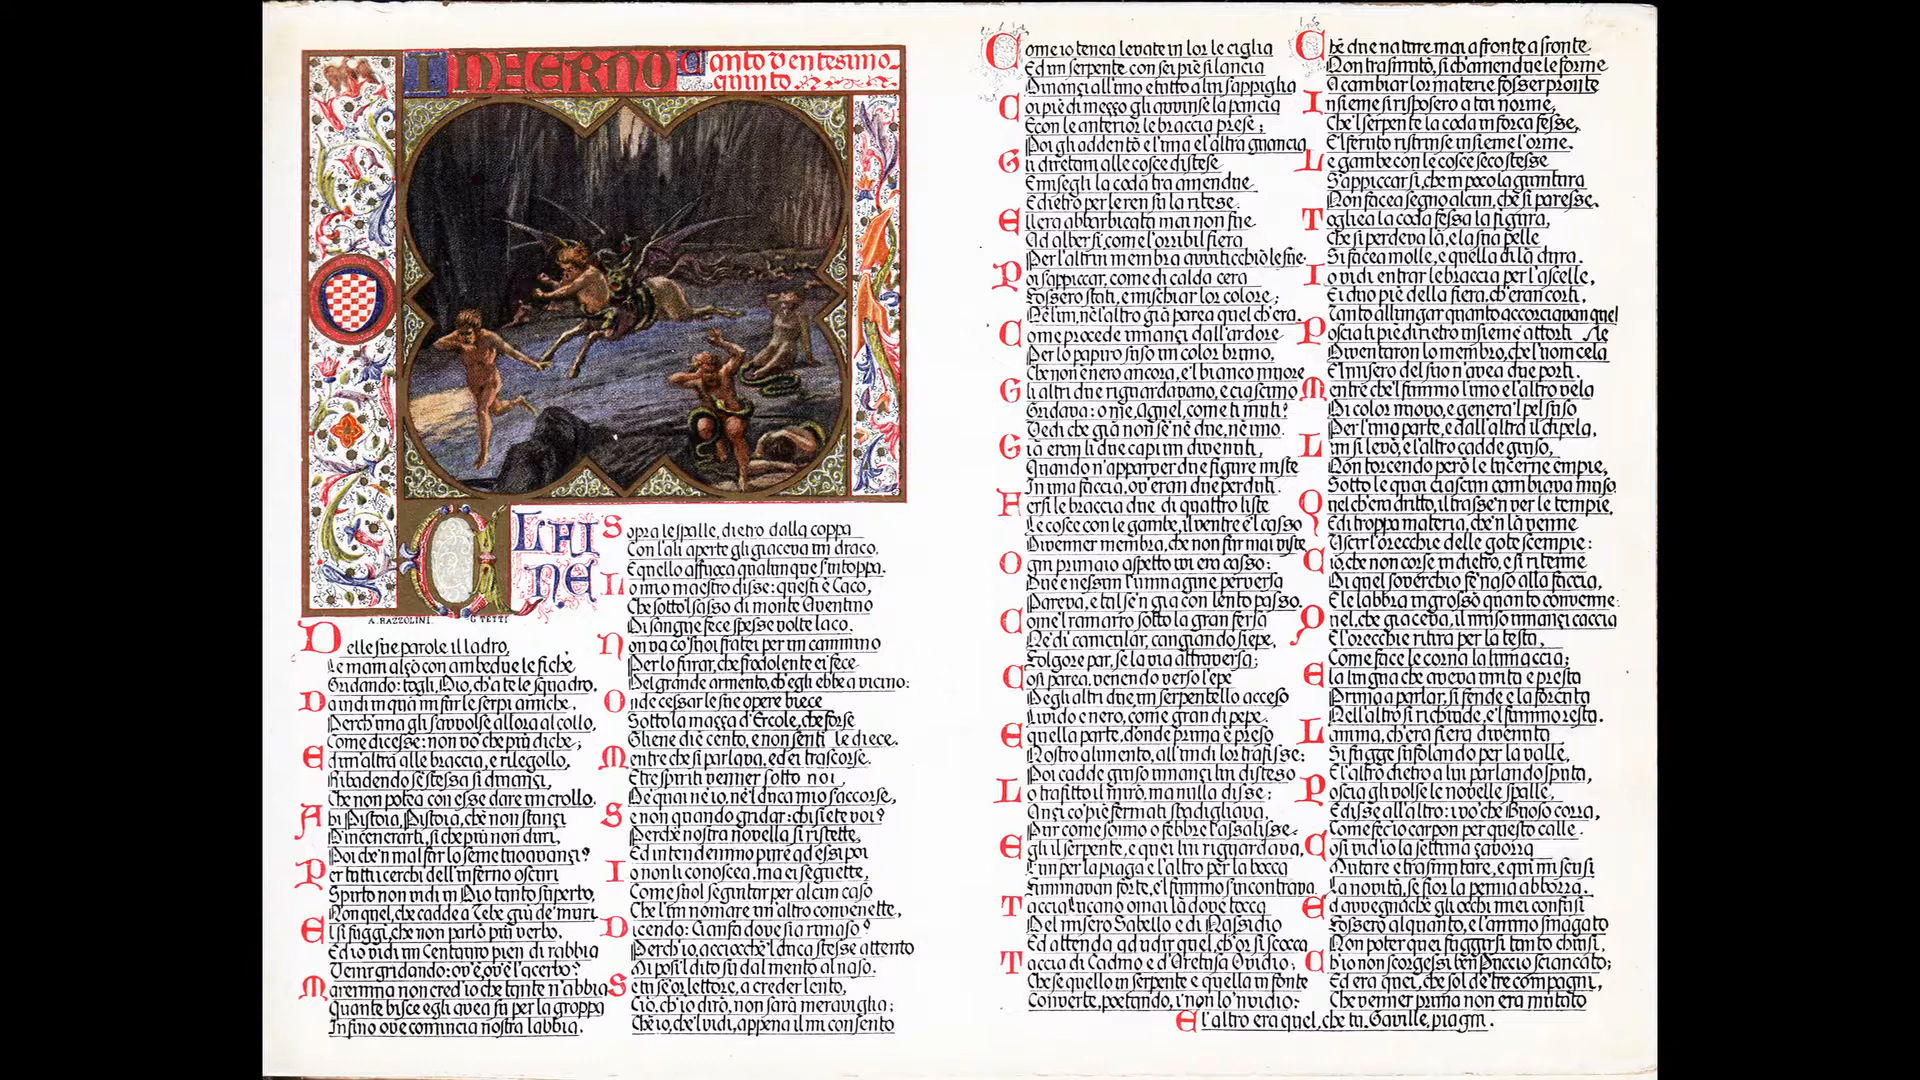 INFERNO Canto Ventesimo-
quinto.
AL FI
NE
A. RAZZOLINI. G. TETTI
Delle sue parole il ladro,
Le mani alzò con ambedue le fiche
Gridando: togli, Dio, ch'a te le squadro.
Da indi in qua mi fur le serpi amiche,
Perch'una gli s'avvolse allora al collo,
Come dicesse: non vo' che più diche;
Ed un'altra alle braccia, e rilegollo,
Ribadendo sè stessa sì dinanzi,
Che non potea con esse dare un crollo.
Ahi Pistoia, Pistoia, chè non stanzi
D'incenerarti, sì che più non duri,
Poi che'n mal far lo seme tuo avanzi?
Per tutti i cerchi dell'inferno oscuri
Spirto non vidi in Dio tanto superbo,
Non quel, che cadde a Tebe giù de' muri.
El si fuggì, che non parlò più verbo.
Ed io vidi un Centauro pien di rabbia
Venir gridando: ov'è, ov'è l'acerbo?
Maremma non cred'io che tante n'abbia
Quante bisce egli avea su per la groppa
Infino ove comincia nostra labbia.
Sopra le spalle, dietro dalla coppa
Con l'ali aperte gli giaceva un draco,
E quello affuoca qualunque s'intoppa.
Lo mio maestro disse: questi è Caco,
Che sotto'l sasso di monte Aventino
Di sangue fece spesse volte laco.
Non va co' suoi fratei per un cammino
Per lo furar, che frodolente ei fece
Del grande armento, ch'egli ebbe a vicino:
Onde cessar le sue opere biece
Sotto la mazza d'Ercole, che forse
Gliene diè cento, e non sentì le diece.
Mentre che sì parlava, ed ei trascorse.
E tre spiriti venner sotto noi,
De' quai nè io, nè'l duca mio s'accorse,
Se non quando gridar: chi siete voi?
Perchè nostra novella si ristette,
Ed intendemmo pure ad essi poi
Io non li conoscea. ma ei seguette,
Come suol seguitar per alcun caso
Che l'un nomare un'altro convenette,
Dicendo: Cianfa dove sia rimaso?
Perch'io, acciocchè'l duca stesse attento
Mi posi'l dito su dal mento al naso.
Se tu se' or, lettore, a creder lento,
Ciò, ch'io dirò, non sarà meraviglia;
Chè io, che'l vidi, appena il mi consento
Come io tenea levate in lor le ciglia
Ed un serpente con sei piè si lancia
Dinanzi all'uno e tutto a lui s'appiglia
Coi piè di mezzo gli avvinse la pancia
E con le anterior le braccia prese;
Poi gli addentò e l'una e l'altra guancia
Gli diretani alle cosce distese
E misegli la coda tra amendue
E dietro per le ren su la ritese.
Ellera abbarbicata mai non fue
Ad alber sì, come l'orribil fiera
Per l'altrui membra avviticchiò le sue.
Poi s'appiccar, come di calda cera
Fossero stati, e mischiar lor colore;
Nè l'un, nè l'altro già parea quel ch'era.
Come procede innanzi dall'ardore
Per lo papiro suso un color bruno,
Che non è nero ancora, e'l bianco muore
Gli altri due riguardavano, e ciascuno
Gridava: o me, Agnel, come ti muti?
Vedi che già non se' nè due, nè uno.
Già eran li due capi un divenuti,
Quando n'apparver due figure miste
In una faccia, ov'eran due perduti.
Fersi le braccia due di quattro liste
Le cosce con le gambe, il ventre e'l casso
Divenner membra, che non fur mai viste
Ogni primaio aspetto ivi era casso:
Due e nessun l'immagine perversa
Pareva, e tal sen gìa con lento passo.
Come'l ramarro sotto la gran fersa
Ne' dì canicular, cangiando siepe,
Folgore par, se la via attraversa;
Così parea, venendo verso l'epe
Degli altri due, un serpentello acceso
Livido e nero, come gran di pepe.
E quella parte, donde prima è preso
Nostro alimento, all'un di lor trafisse:
Poi cadde giuso innanzi lui disteso
Lo trafitto il mirò, ma nulla disse;
Anzi co' piè fermati sbadigliava,
Pur come sonno o febbre l'assalisse.
Egli il serpente, e quei lui riguardava,
L'un per la piaga e l'altro per la bocca
Fummavan forte, e'l fummo s'incontrava.
Taccia Lucano omai là dove tocca
Del misero Sabello e di Nassidio
Ed attenda ad udir quel, ch'or si scocca
Taccia di Cadmo e d'Aretusa Ovidio;
Che se quello in serpente e quella in fonte
Converte, poetando, i' non lo'nvidio:
Chè due nature mai a fronte a fronte
Non trasmutò, sì ch'amendue le forme
A cambiar lor materie fosser pronte
Insieme si risposero a tai norme,
Che'l serpente la coda in forca fesse,
E'l ferito ristrinse insieme l'orme.
Le gambe con le cosce seco stesse
S'appiccar sì, che in poco la giuntura
Non facea segno alcun, che si paresse.
Togliea la coda fessa la figura,
Che si perdeva là, e la sua pelle
Si facea molle, e quella di là dura.
Io vidi entrar le braccia per l'ascelle,
E i duo piè della fiera, ch'eran corti,
Tanto allungar quanto accorciavan quel
le
Poscia li piè dirietro insieme attorti
Diventaron lo membro, che l'uom cela
E'l misero del suo n'avea due porti.
Mentre che'l fummo l'uno e l'altro vela
Di color nuovo, e genera'l pel suso
Per l'una parte, e dall'altra il dipela,
L'un si levò, e l'altro cadde giuso,
Non torcendo però le lucerne empie,
Sotto le quai ciascun cambiava muso.
Quel ch'era dritto, il trasse'n ver le tempie,
E di troppa materia, che'n là venne
Uscir l'orecchie delle gote scempie:
Ciò, che non corse in dietro, e si ritenne
Di quel soverchio fe' naso alla faccia,
E le labbra ingrossò quanto convenne:
Quel, che giaceva, il muso innanzi caccia
E l'orecchie ritira per la testa,
Come face le corna la lumaccia;
E la lingua che aveva unita e presta
Prima a parlar, si fende e la forcuta
Nell'altro si richiude, e'l fummo resta.
L'anima, ch'era fiera divenuta
Si fugge sufolando per la valle,
E l'altro dietro a lui parlando sputa,
Poscia gli volse le novelle spalle,
E disse all'altro: i vo' che Buoso corra,
Come fec'io carpon per questo calle.
Così vid'io la settima zavorra
Mutare e trasmutare, e qui mi scusi
La novità, se fior la penna abborra.
Ed avvegnachè gli occhi miei confusi
Fossero alquanto, e l'animo smagato
Non poter quei fuggirsi tanto chiusi,
Ch'io non scorgessi ben Puccio sciancato;
Ed era quei, che sol de' tre compagni,
Che venner prima non era mutato
E l'altro era quel, che tu, Gaville, piagni.